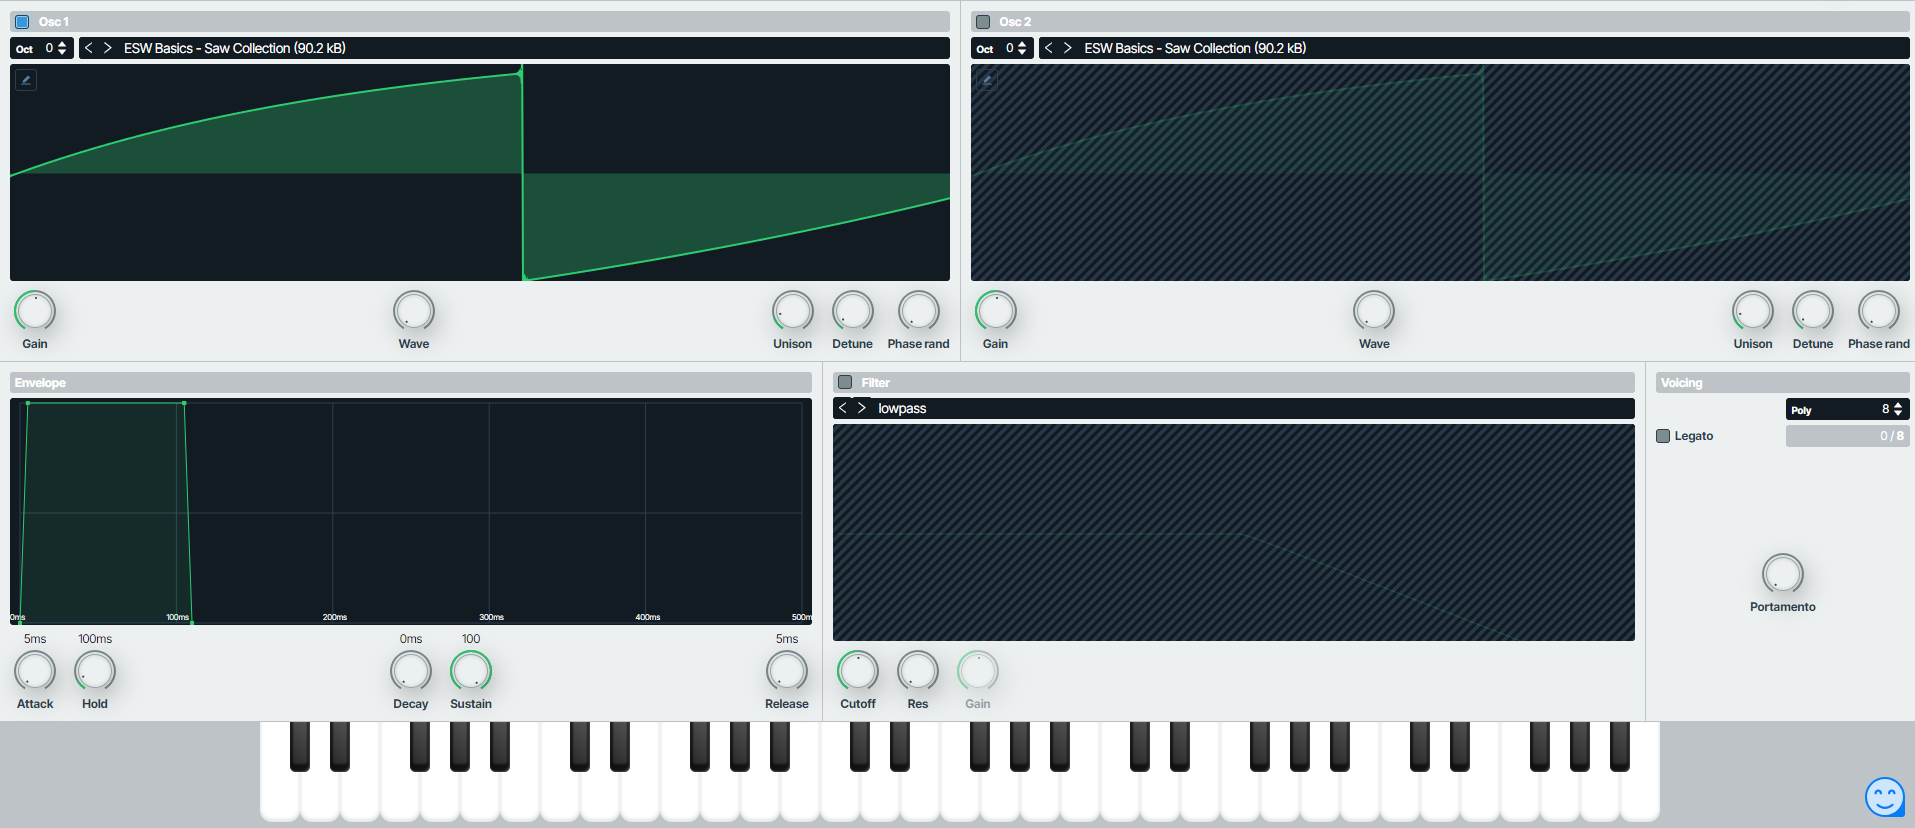 Osc 1
Oct 0 ESW Basics - Saw Collection (90.2 kB)
Gain Wave Unison Detune Phase rand
Osc 2
Oct 0 ESW Basics - Saw Collection (90.2 kB)
Gain Wave Unison Detune Phase rand
Envelope
0ms 100ms 200ms 300ms 400ms 500m
5ms 100ms 0ms 100 5ms
Attack Hold Decay Sustain Release
Filter
lowpass
Cutoff Res Gain
Voicing
Poly 8
Legato 0 / 8
Portamento